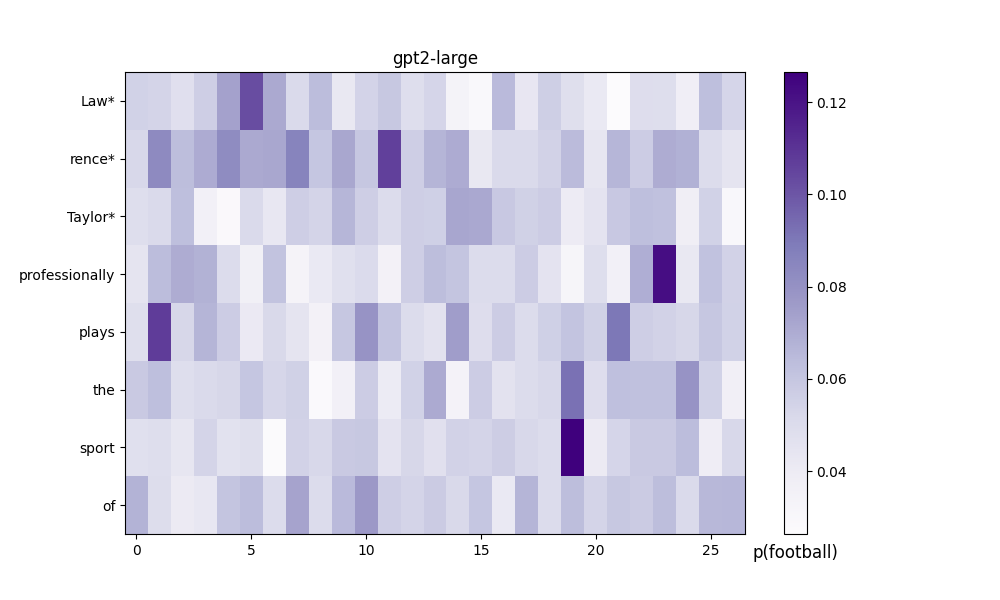 gpt2-large
Law*
rence*
Taylor*
professionally
plays
the
sport
of
0 5 10 15 20 25
0.12
0.10
0.08
0.06
0.04
p(football)